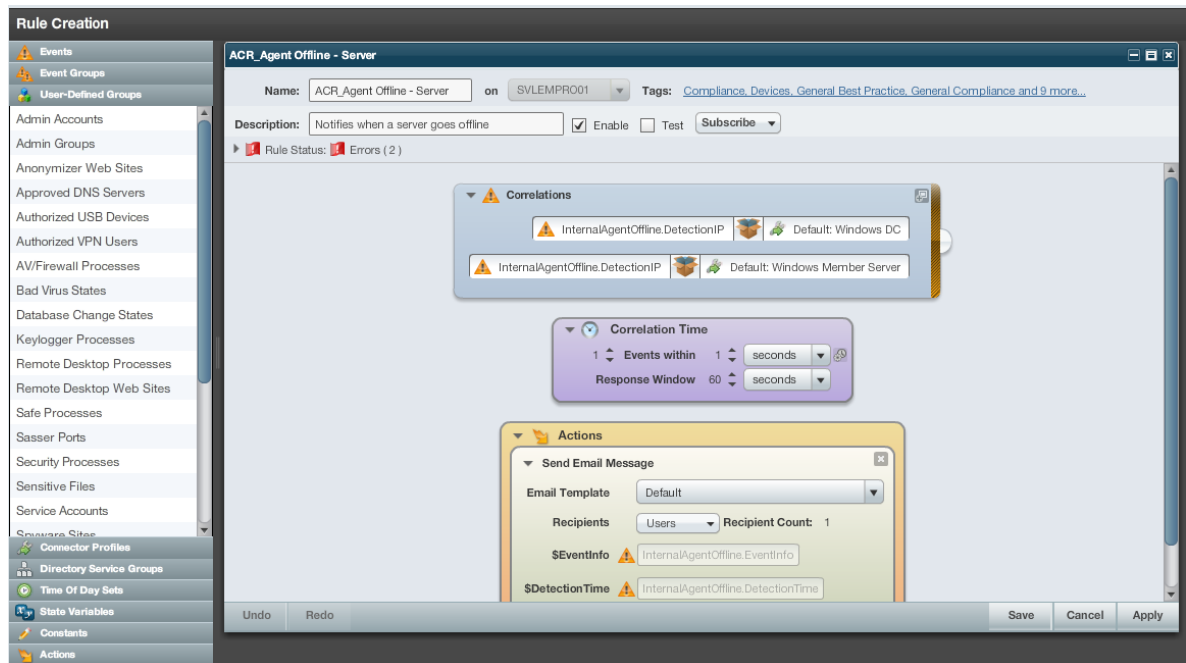 Rule Creation
Events
Event Groups
User-Defined Groups
Admin Accounts
Admin Groups
Anonymizer Web Sites
Approved DNS Servers
Authorized USB Devices
Authorized VPN Users
AV/Firewall Processes
Bad Virus States
Database Change States
Keylogger Processes
Remote Desktop Processes
Remote Desktop Web Sites
Safe Processes
Sasser Ports
Security Processes
Sensitive Files
Service Accounts
Spyware Sites
Connector Profiles
Directory Service Groups
Time Of Day Sets
State Variables
Constants
Actions
ACR_Agent Offline - Server
Name: ACR_Agent Offline - Server on SVLEMPRO01 Tags: Compliance, Devices, General Best Practice, General Compliance and 9 more...
Description: Notifies when a server goes offline Enable Test Subscribe
Rule Status: Errors ( 2 )
Correlations
InternalAgentOffline.DetectionIP Default: Windows DC
InternalAgentOffline.DetectionIP Default: Windows Member Server
Correlation Time
1 Events within 1 seconds
Response Window 60 seconds
Actions
Send Email Message
Email Template Default
Recipients Users Recipient Count: 1
$EventInfo InternalAgentOffline.EventInfo
$DetectionTime InternalAgentOffline.DetectionTime
Undo Redo Save Cancel Apply